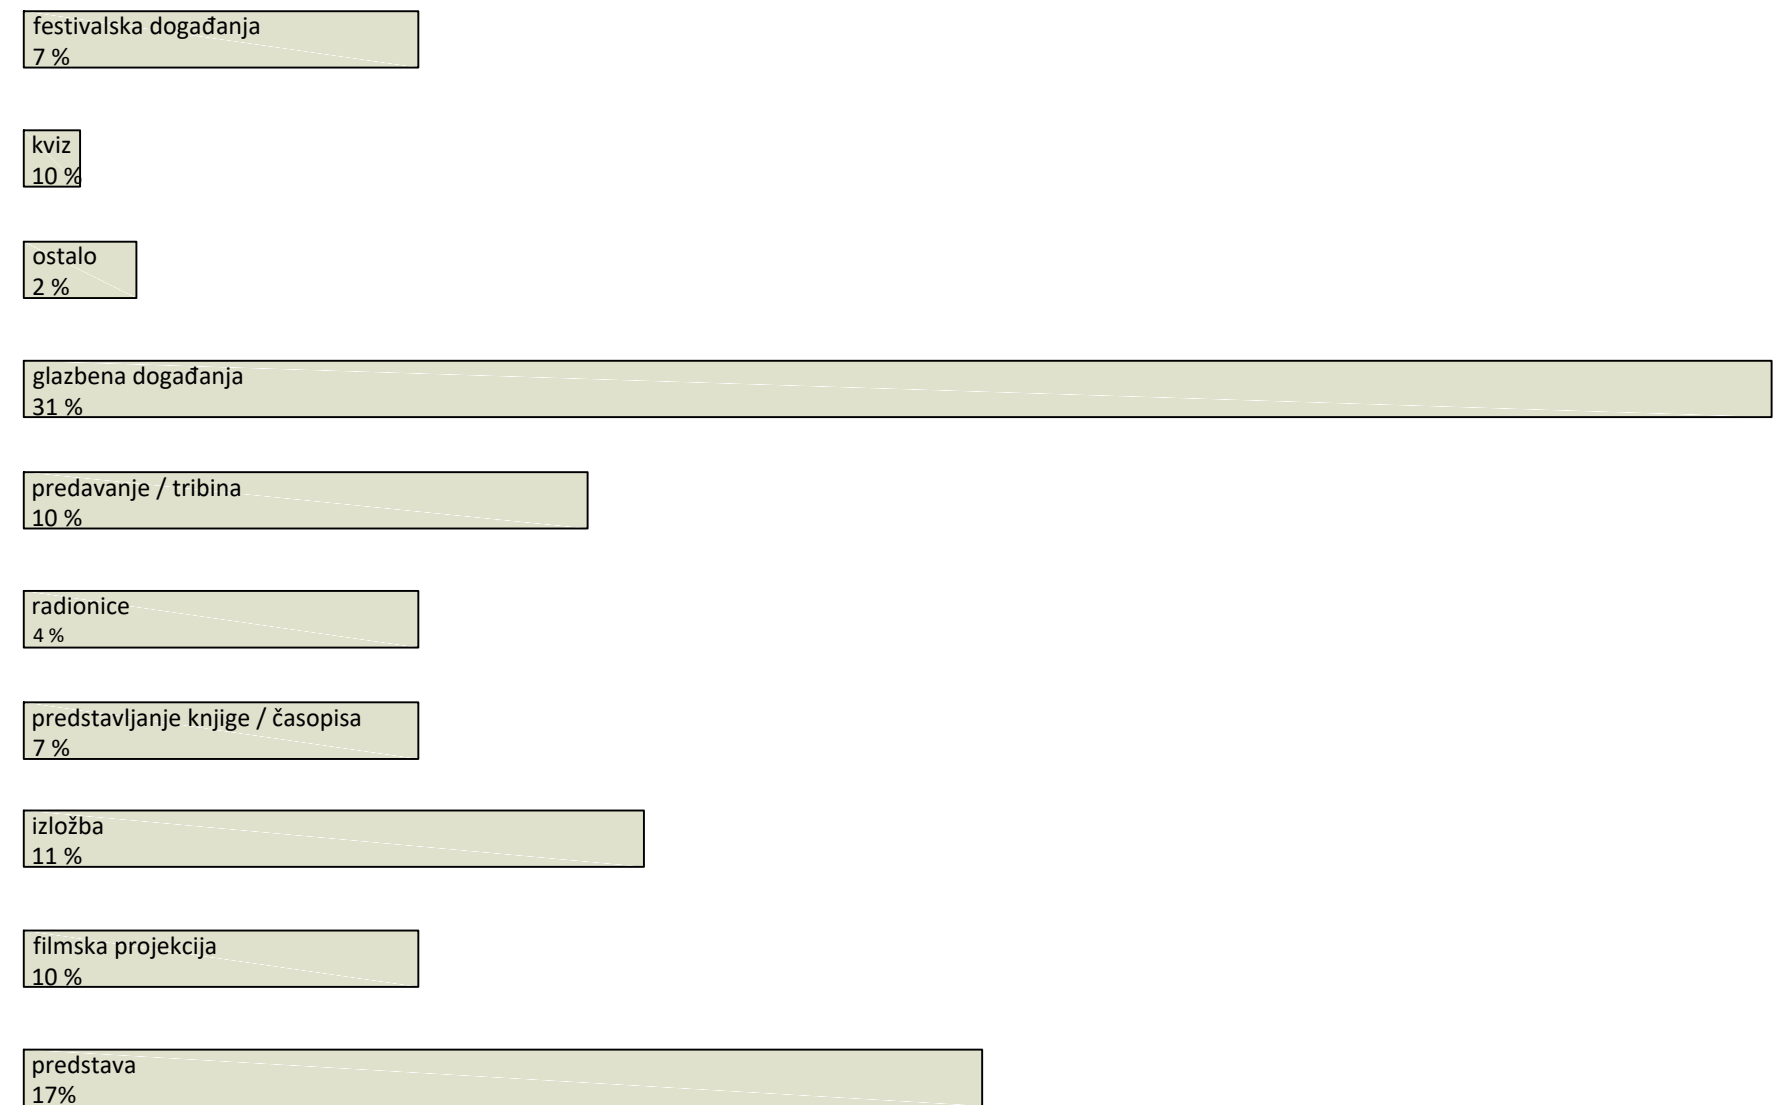 festivalska događanja
7 %
kviz
10 %
ostalo
2 %
glazbena događanja
31 %
predavanje / tribina
10 %
radionice
4 %
predstavljanje knjige / časopisa
7 %
izložba
11 %
filmska projekcija
10 %
predstava
17%